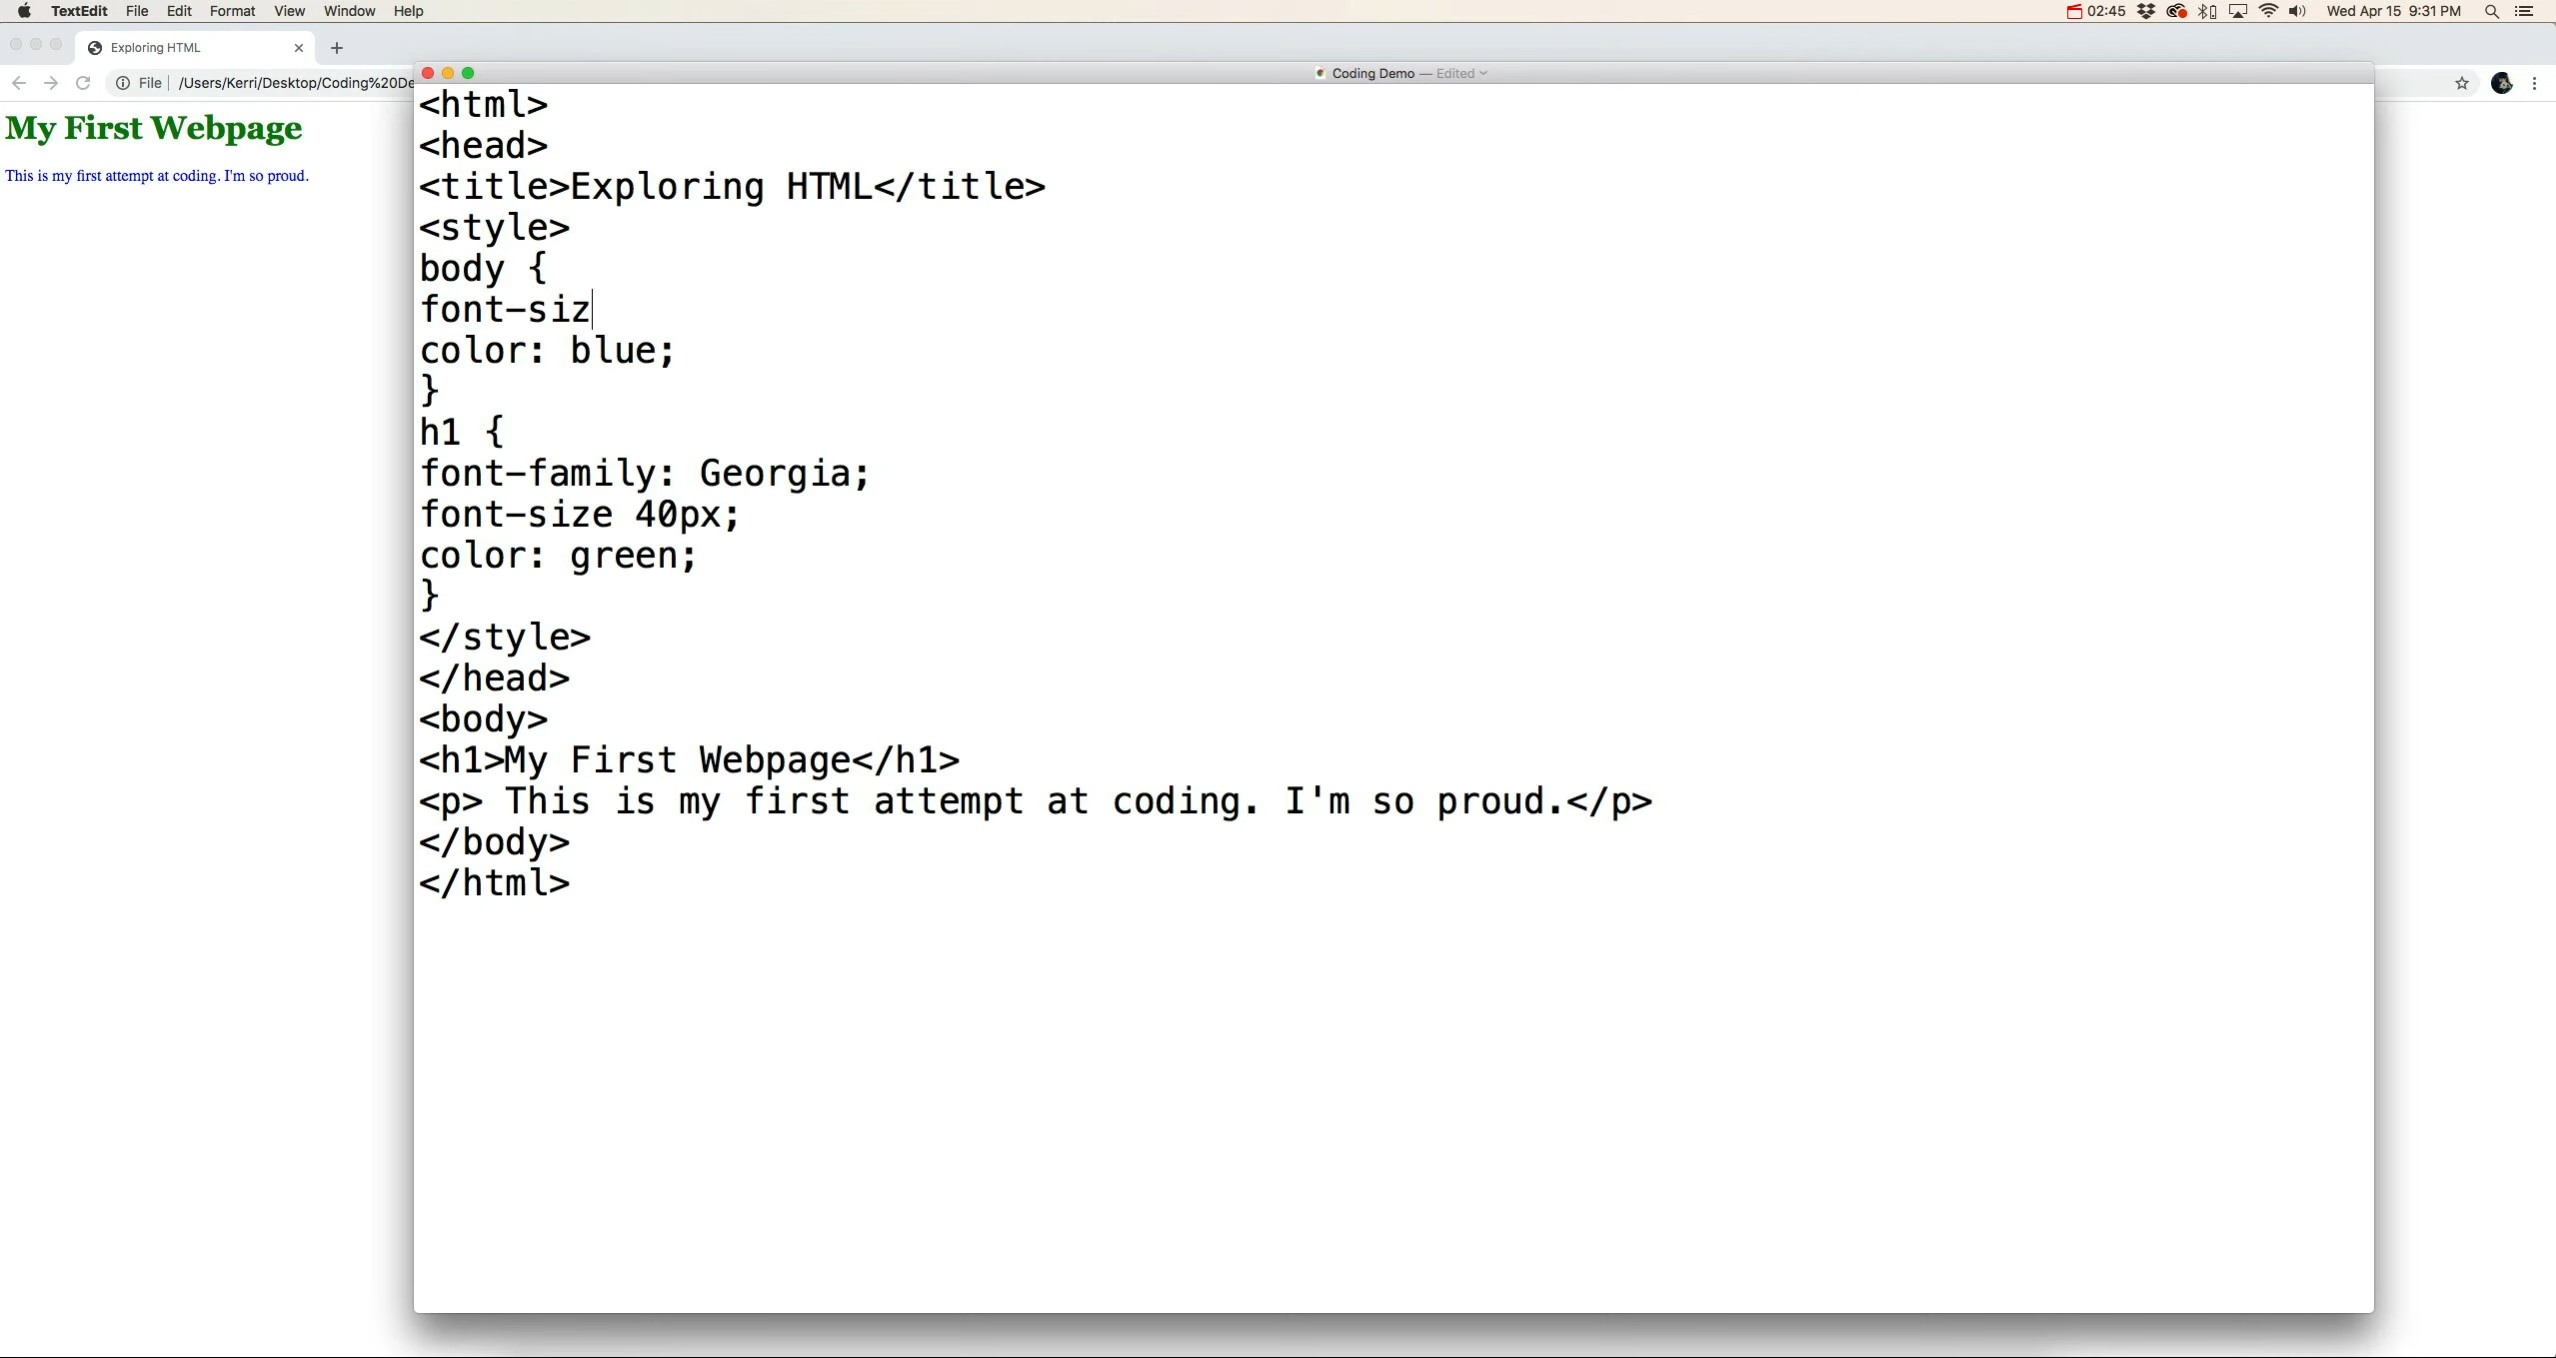 TextEdit File Edit Format View Window Help 02:45 Wed Apr 15 9:31 PM
Exploring HTML
File /Users/Kerri/Desktop/Coding%20De
Coding Demo — Edited
My First Webpage
This is my first attempt at coding. I'm so proud.
<html>
<head>
<title>Exploring HTML</title>
<style>
body {
font-siz
color: blue;
}
h1 {
font-family: Georgia;
font-size 40px;
color: green;
}
</style>
</head>
<body>
<h1>My First Webpage</h1>
<p> This is my first attempt at coding. I'm so proud.</p>
</body>
</html>